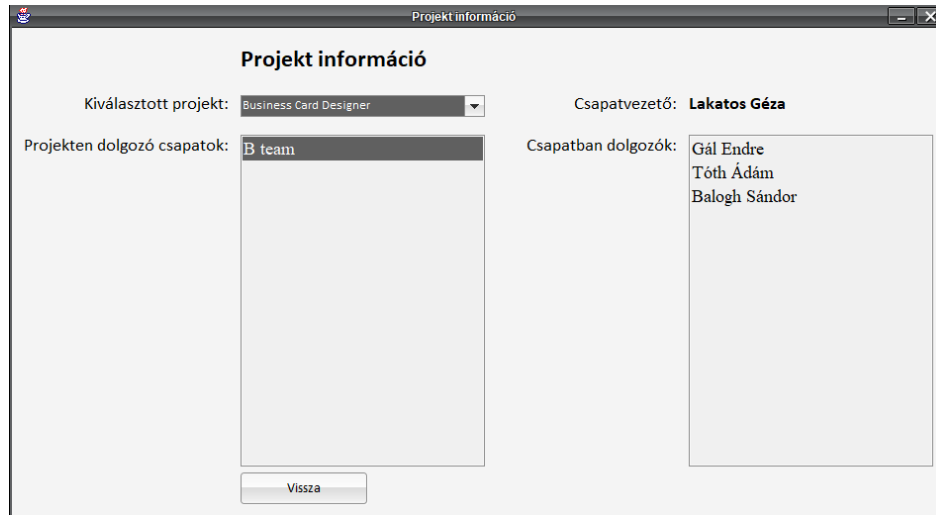 Projekt információ
Projekt információ
Kiválasztott projekt: Business Card Designer
Csapatvezető: Lakatos Géza
Projekten dolgozó csapatok: B team
Csapatban dolgozók: Gál Endre
Tóth Ádám
Balogh Sándor
Vissza